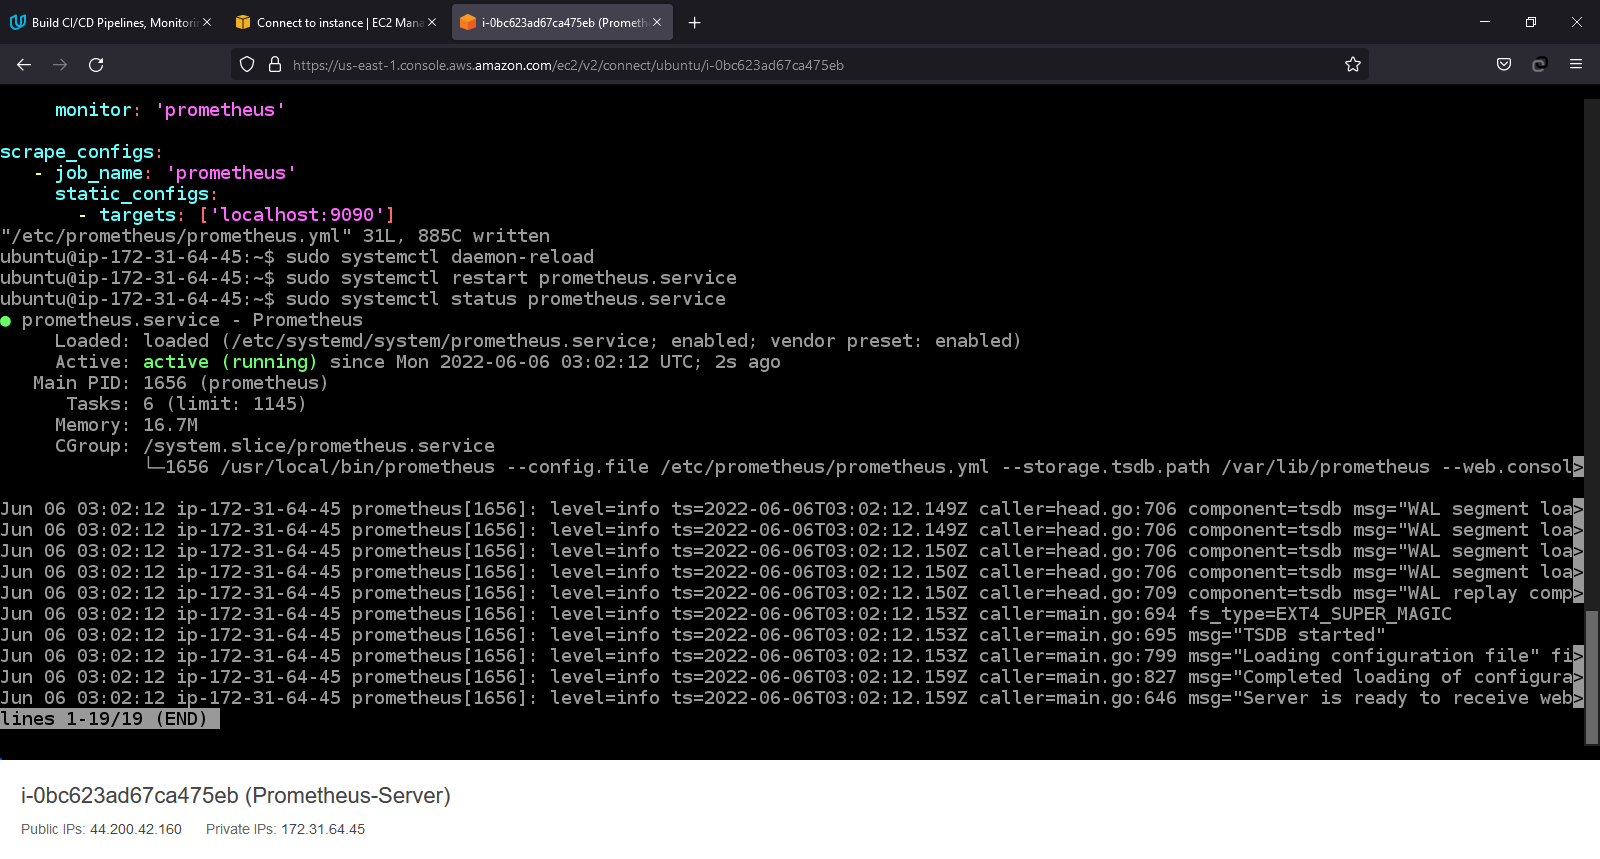 Build CI/CD Pipelines, Monitorin
Connect to instance | EC2 Mana
i-0bc623ad67ca475eb (Prometh
https://us-east-1.console.aws.amazon.com/ec2/v2/connect/ubuntu/i-0bc623ad67ca475eb
monitor: 'prometheus'
scrape_configs:
- job_name: 'prometheus'
static_configs:
- targets: ['localhost:9090']
"/etc/prometheus/prometheus.yml" 31L, 885C written
ubuntu@ip-172-31-64-45:~$ sudo systemctl daemon-reload
ubuntu@ip-172-31-64-45:~$ sudo systemctl restart prometheus.service
ubuntu@ip-172-31-64-45:~$ sudo systemctl status prometheus.service
● prometheus.service - Prometheus
Loaded: loaded (/etc/systemd/system/prometheus.service; enabled; vendor preset: enabled)
Active: active (running) since Mon 2022-06-06 03:02:12 UTC; 2s ago
Main PID: 1656 (prometheus)
Tasks: 6 (limit: 1145)
Memory: 16.7M
CGroup: /system.slice/prometheus.service
└─1656 /usr/local/bin/prometheus --config.file /etc/prometheus/prometheus.yml --storage.tsdb.path /var/lib/prometheus --web.consol>
Jun 06 03:02:12 ip-172-31-64-45 prometheus[1656]: level=info ts=2022-06-06T03:02:12.149Z caller=head.go:706 component=tsdb msg="WAL segment loa>
Jun 06 03:02:12 ip-172-31-64-45 prometheus[1656]: level=info ts=2022-06-06T03:02:12.149Z caller=head.go:706 component=tsdb msg="WAL segment loa>
Jun 06 03:02:12 ip-172-31-64-45 prometheus[1656]: level=info ts=2022-06-06T03:02:12.150Z caller=head.go:706 component=tsdb msg="WAL segment loa>
Jun 06 03:02:12 ip-172-31-64-45 prometheus[1656]: level=info ts=2022-06-06T03:02:12.150Z caller=head.go:706 component=tsdb msg="WAL segment loa>
Jun 06 03:02:12 ip-172-31-64-45 prometheus[1656]: level=info ts=2022-06-06T03:02:12.150Z caller=head.go:709 component=tsdb msg="WAL replay comp>
Jun 06 03:02:12 ip-172-31-64-45 prometheus[1656]: level=info ts=2022-06-06T03:02:12.153Z caller=main.go:694 fs_type=EXT4_SUPER_MAGIC
Jun 06 03:02:12 ip-172-31-64-45 prometheus[1656]: level=info ts=2022-06-06T03:02:12.153Z caller=main.go:695 msg="TSDB started"
Jun 06 03:02:12 ip-172-31-64-45 prometheus[1656]: level=info ts=2022-06-06T03:02:12.153Z caller=main.go:799 msg="Loading configuration file" fi>
Jun 06 03:02:12 ip-172-31-64-45 prometheus[1656]: level=info ts=2022-06-06T03:02:12.159Z caller=main.go:827 msg="Completed loading of configura>
Jun 06 03:02:12 ip-172-31-64-45 prometheus[1656]: level=info ts=2022-06-06T03:02:12.159Z caller=main.go:646 msg="Server is ready to receive web>
lines 1-19/19 (END)
i-0bc623ad67ca475eb (Prometheus-Server)
Public IPs: 44.200.42.160 Private IPs: 172.31.64.45